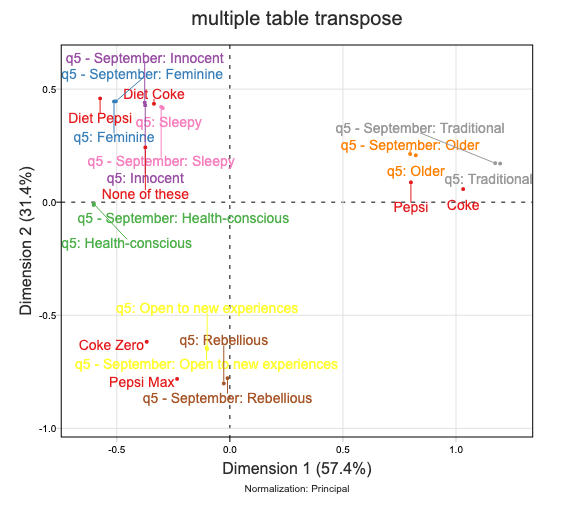 multiple table transpose
q5 - September: Innocent
q5 - September: Feminine
Diet Coke
Diet Pepsi
q5: Sleepy
q5 - September: Traditional
q5: Feminine
q5 - September: Older
q5 - September: Sleepy
q5: Older
q5: Innocent
q5: Traditional
None of these
Pepsi
Coke
0.0
q5 - September: Health-conscious
q5: Health-conscious
q5: Open to new experiences
-0.5
q5: Rebellious
Coke Zero
q5 - September: Open to new experiences
Pepsi Max
q5 - September: Rebellious
-1.0
0.5
Dimension 2 (31.4%)
-0.5
0.0
0.5
1.0
Dimension 1 (57.4%)
Normalization: Principal